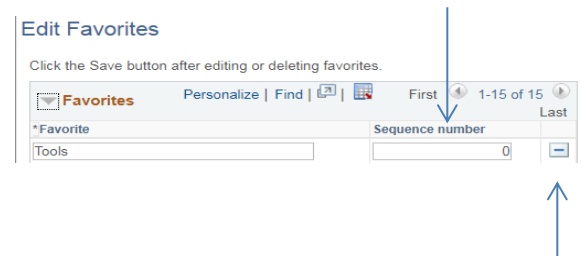 Edit Favorites
Click the Save button after editing or deleting favorites.
Favorites Personalize | Find | | First 1-15 of 15
Last
*Favorite Sequence number
Tools 0